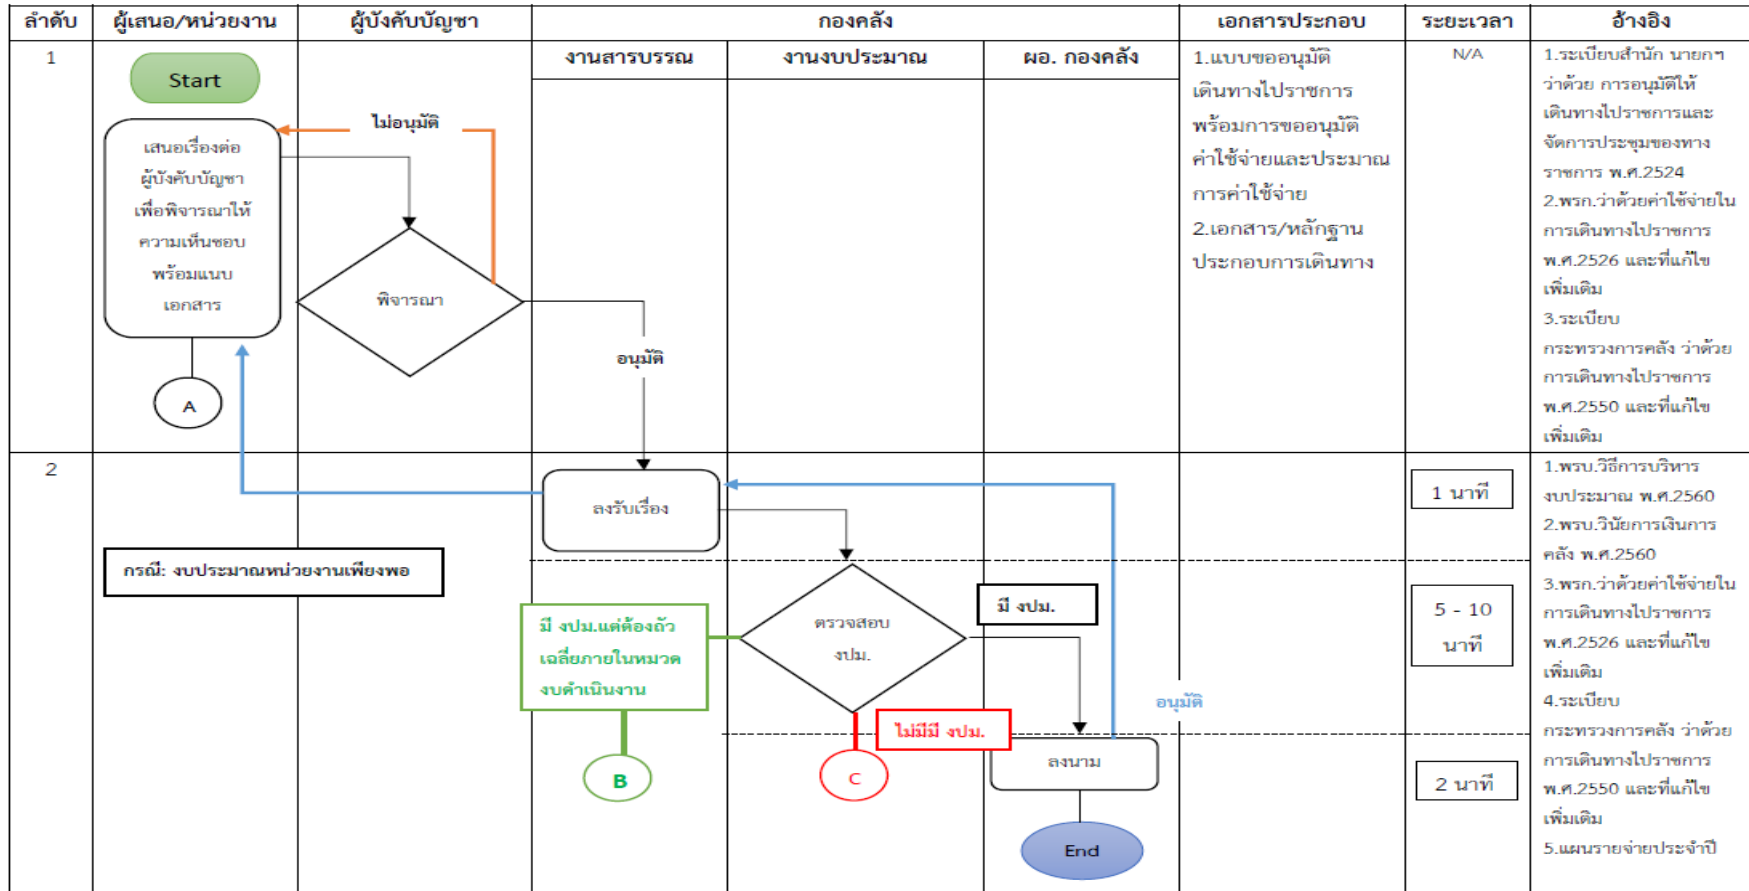 ลำดับ ผู้เสนอ/หน่วยงาน ผู้บังคับบัญชา กองคลัง เอกสารประกอบ ระยะเวลา อ้างอิง
งานสารบรรณ งานงบประมาณ ผอ. กองคลัง
1
Start
เสนอเรื่องต่อ
ผู้บังคับบัญชา
เพื่อพิจารณาให้
ความเห็นชอบ
พร้อมแนบ
เอกสาร
A
ไม่อนุมัติ
พิจารณา
อนุมัติ
1.แบบขออนุมัติ
เดินทางไปราชการ
พร้อมการขออนุมัติ
ค่าใช้จ่ายและประมาณ
การค่าใช้จ่าย
2.เอกสาร/หลักฐาน
ประกอบการเดินทาง
N/A
1.ระเบียบสำนัก นายกฯ
ว่าด้วย การอนุมัติให้
เดินทางไปราชการและ
จัดการประชุมของทาง
ราชการ พ.ศ.2524
2.พรก.ว่าด้วยค่าใช้จ่ายใน
การเดินทางไปราชการ
พ.ศ.2526 และที่แก้ไข
เพิ่มเติม
3.ระเบียบ
กระทรวงการคลัง ว่าด้วย
การเดินทางไปราชการ
พ.ศ.2550 และที่แก้ไข
เพิ่มเติม
2
กรณี: งบประมาณหน่วยงานเพียงพอ
ลงรับเรื่อง
มี งปม.แต่ต้องถัว
เฉลี่ยภายในหมวด
งบดำเนินงาน
B
ตรวจสอบ
งปม.
ไม่มีมี งปม.
C
มี งปม.
อนุมัติ
ลงนาม
End
1 นาที
5 - 10
นาที
2 นาที
1.พรบ.วิธีการบริหาร
งบประมาณ พ.ศ.2560
2.พรบ.วินัยการเงินการ
คลัง พ.ศ.2560
3.พรก.ว่าด้วยค่าใช้จ่ายใน
การเดินทางไปราชการ
พ.ศ.2526 และที่แก้ไข
เพิ่มเติม
4.ระเบียบ
กระทรวงการคลัง ว่าด้วย
การเดินทางไปราชการ
พ.ศ.2550 และที่แก้ไข
เพิ่มเติม
5.แผนรายจ่ายประจำปี